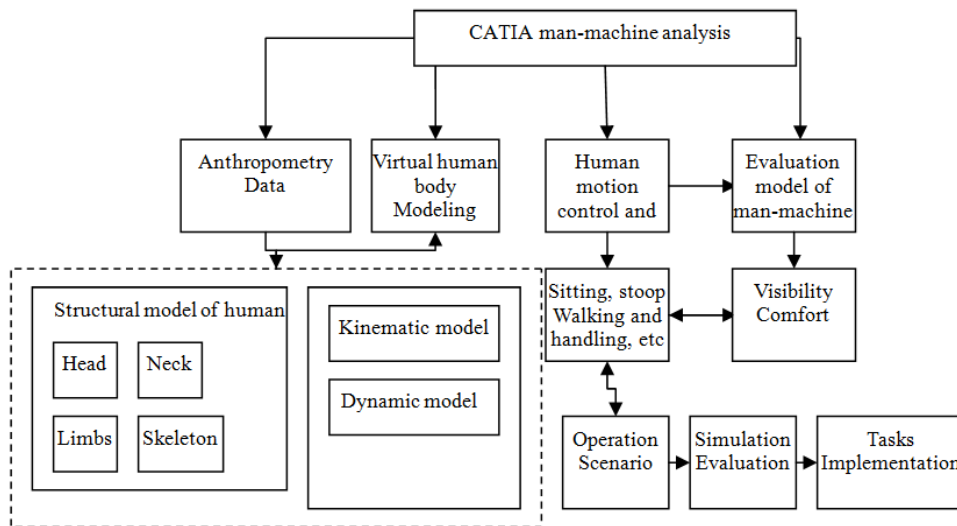 CATIA man-machine analysis
Anthropometry
Data
Virtual human
body
Modeling
Human
motion
control and
Evaluation
model of
man-machine
Structural model of human
Head
Neck
Limbs
Skeleton
Kinematic model
Dynamic model
Sitting, stoop
Walking and
handling, etc
Visibility
Comfort
Operation
Scenario
Simulation
Evaluation
Tasks
Implementation